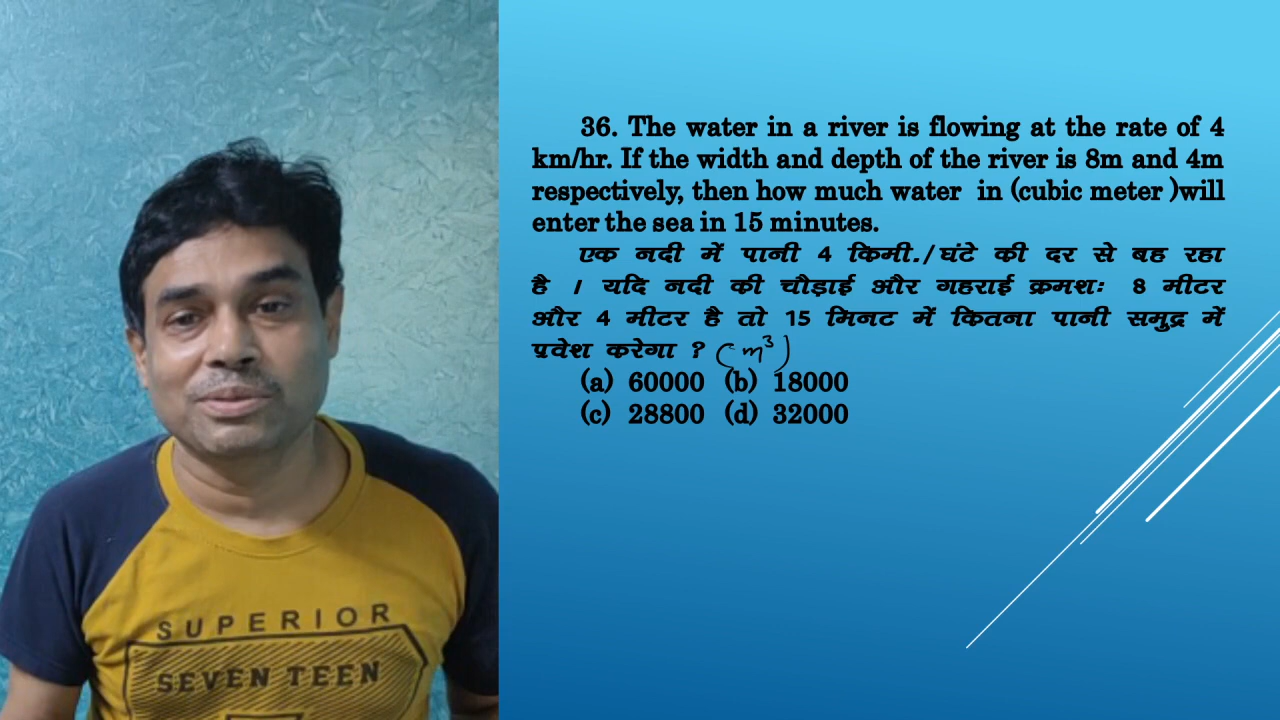 SUPERIOR
SEVEN TEEN
36. The water in a river is flowing at the rate of 4
km/hr. If the width and depth of the river is 8m and 4m
respectively, then how much water in (cubic meter )will
enter the sea in 15 minutes.
एक नदी में पानी 4 किमी./घंटे की दर से बह रहा
है । यदि नदी की चौड़ाई और गहराई क्रमशः 8 मीटर
और 4 मीटर है तो 15 मिनट में कितना पानी समुद्र में
प्रवेश करेगा ? (m³)
(a) 60000 (b) 18000
(c) 28800 (d) 32000